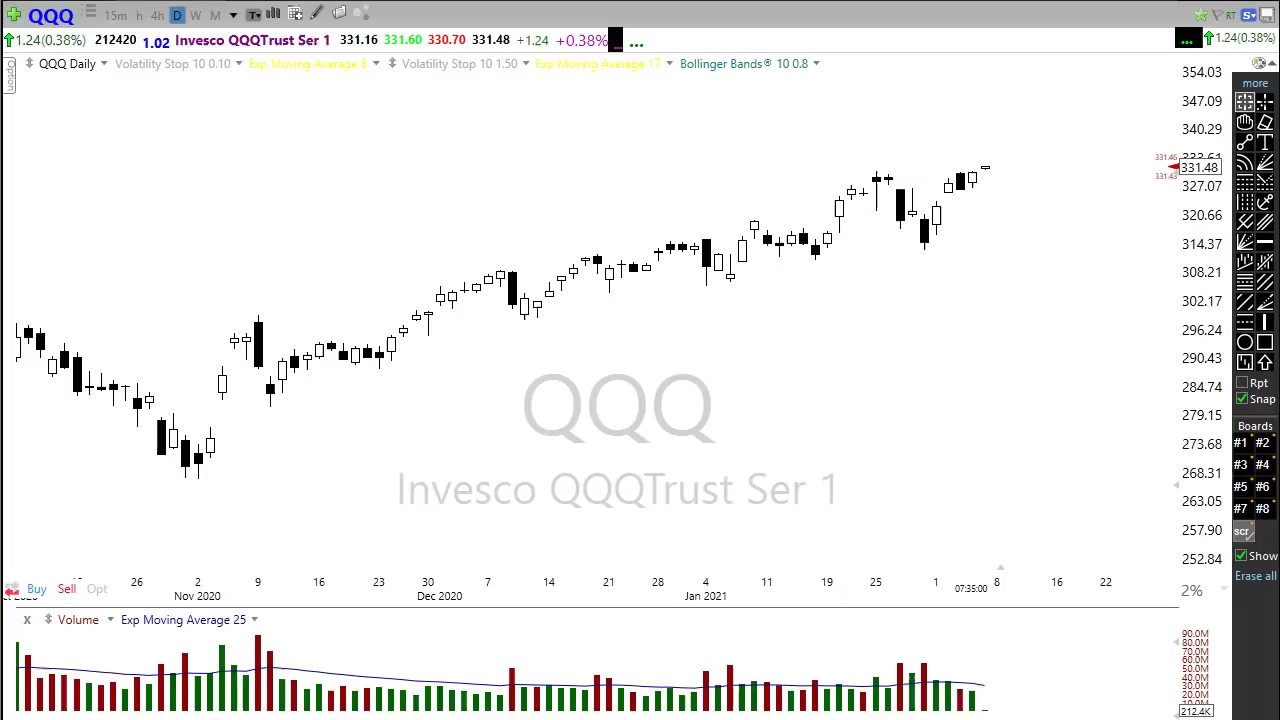 QQQ 15m h 4h D W M T RT S
1.24(0.38%) 212420 1.02 Invesco QQQTrust Ser 1 331.16 331.60 330.70 331.48 +1.24 +0.38% ... ... 1.24(0.38%)
Option
QQQ Daily Volatility Stop 10 0.10 Exp Moving Average 8 Volatility Stop 10 1.50 Exp Moving Average 17 Bollinger Bands® 10 0.8
354.03
347.09
340.29
331.46
331.48
331.43
327.07
320.66
314.37
308.21
302.17
296.24
290.43
284.74
279.15
273.68
268.31
263.05
257.90
252.84
2%
more
T
Rpt
Snap
Boards
#1 #2
#3 #4
#5 #6
#7 #8
scr
Show
Erase all
QQQ
Invesco QQQTrust Ser 1
26 2 9 16 23 30 7 14 21 28 4 11 19 25 1 8 16 22
Buy Sell Opt
07:35:00
Nov 2020 Dec 2020 Jan 2021
x Volume Exp Moving Average 25
90.0M
80.0M
70.0M
60.0M
50.0M
40.0M
30.0M
20.0M
212.4K